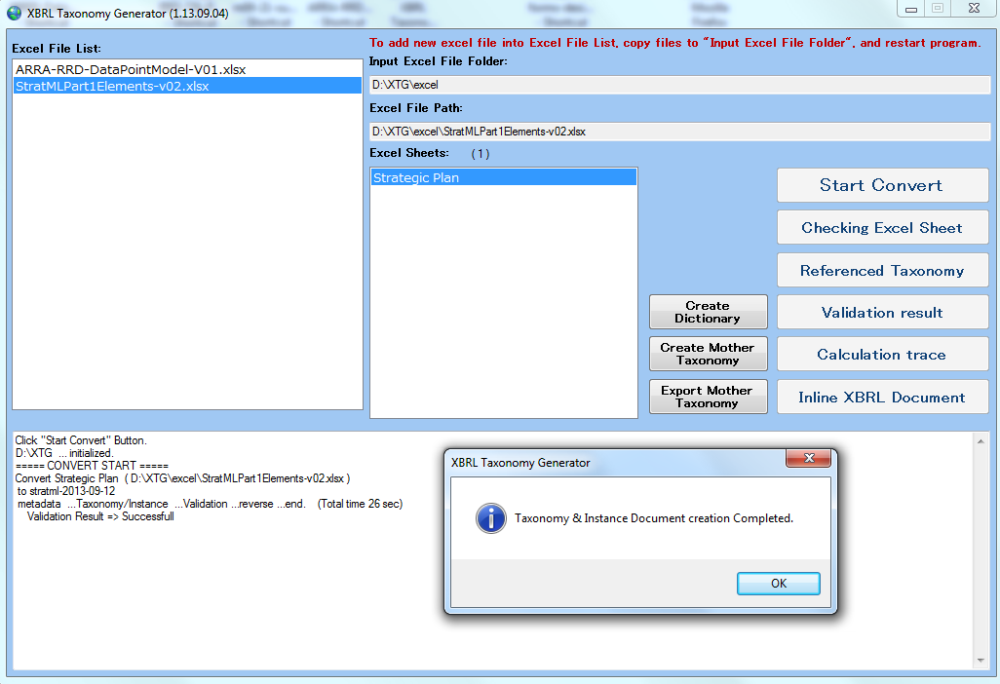 XBRL Taxonomy Generator (1.13.09.04)
Excel File List:
ARRA-RRD-DataPointModel-V01.xlsx
StratMLPart1Elements-v02.xlsx
To add new excel file into Excel File List, copy files to "Input Excel File Folder", and restart program.
Input Excel File Folder:
D:\XTG\excel
Excel File Path:
D:\XTG\excel\StratMLPart1Elements-v02.xlsx
Excel Sheets: (1)
Strategic Plan
Create
Dictionary
Create Mother
Taxonomy
Export Mother
Taxonomy
Start Convert
Checking Excel Sheet
Referenced Taxonomy
Validation result
Calculation trace
Inline XBRL Document
Click "Start Convert" Button.
D:\XTG ... initialized.
===== CONVERT START =====
Convert Strategic Plan ( D:\XTG\excel\StratMLPart1Elements-v02.xlsx )
to stratml-2013-09-12
metadata ...Taxonomy/Instance ...Validation ...reverse ...end. (Total time 26 sec)
Validation Result => Successfull
XBRL Taxonomy Generator
Taxonomy & Instance Document creation Completed.
OK